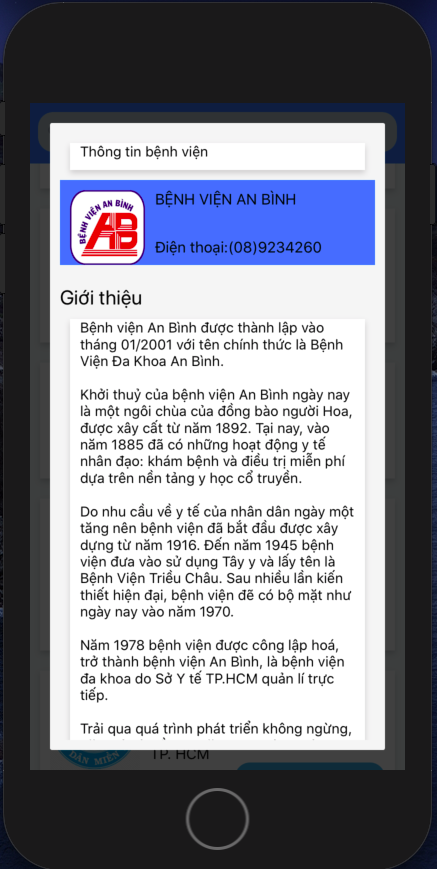 Thông tin bệnh viện
BỆNH VIỆN AN BÌNH
AB
BỆNH VIỆN AN BÌNH
Điện thoại:(08)9234260
Giới thiệu
Bệnh viện An Bình được thành lập vào
tháng 01/2001 với tên chính thức là Bệnh
Viện Đa Khoa An Bình.
Khởi thuỷ của bệnh viện An Bình ngày nay
là một ngôi chùa của đồng bào người Hoa,
được xây cất từ năm 1892. Tại nay, vào
năm 1885 đã có những hoạt động y tế
nhân đạo: khám bệnh và điều trị miễn phí
dựa trên nền tảng y học cổ truyền.
Do nhu cầu về y tế của nhân dân ngày một
tăng nên bệnh viện đã bắt đầu được xây
dựng từ năm 1916. Đến năm 1945 bệnh
viện đưa vào sử dụng Tây y và lấy tên là
Bệnh Viện Triều Châu. Sau nhiều lần kiến
thiết hiện đại, bệnh viện đẽ có bộ mặt như
ngày nay vào năm 1970.
Năm 1978 bệnh viện được công lập hoá,
trở thành bệnh viện An Bình, là bệnh viện
đa khoa do Sở Y tế TP.HCM quản lí trực
tiếp.
Trải qua quá trình phát triển không ngừng,
TP. HCM
DÂN MIỄN